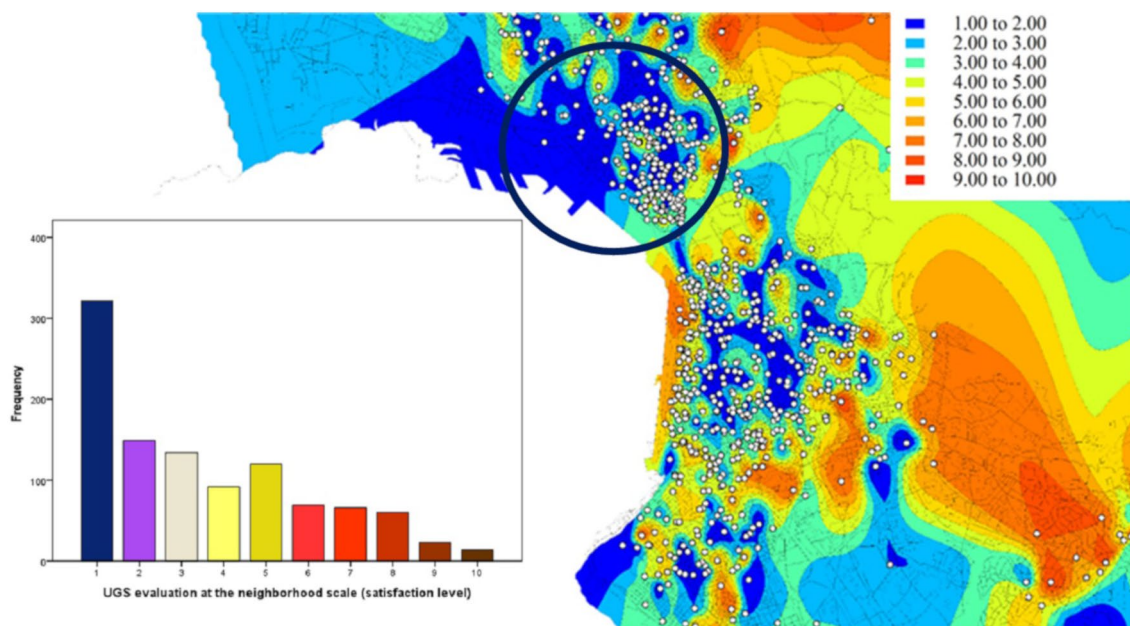 1.00 to 2.00
2.00 to 3.00
3.00 to 4.00
4.00 to 5.00
5.00 to 6.00
6.00 to 7.00
7.00 to 8.00
8.00 to 9.00
9.00 to 10.00
400
300
200
100
0
Frequency
1 2 3 4 5 6 7 8 9 10
UGS evaluation at the neighborhood scale (satisfaction level)